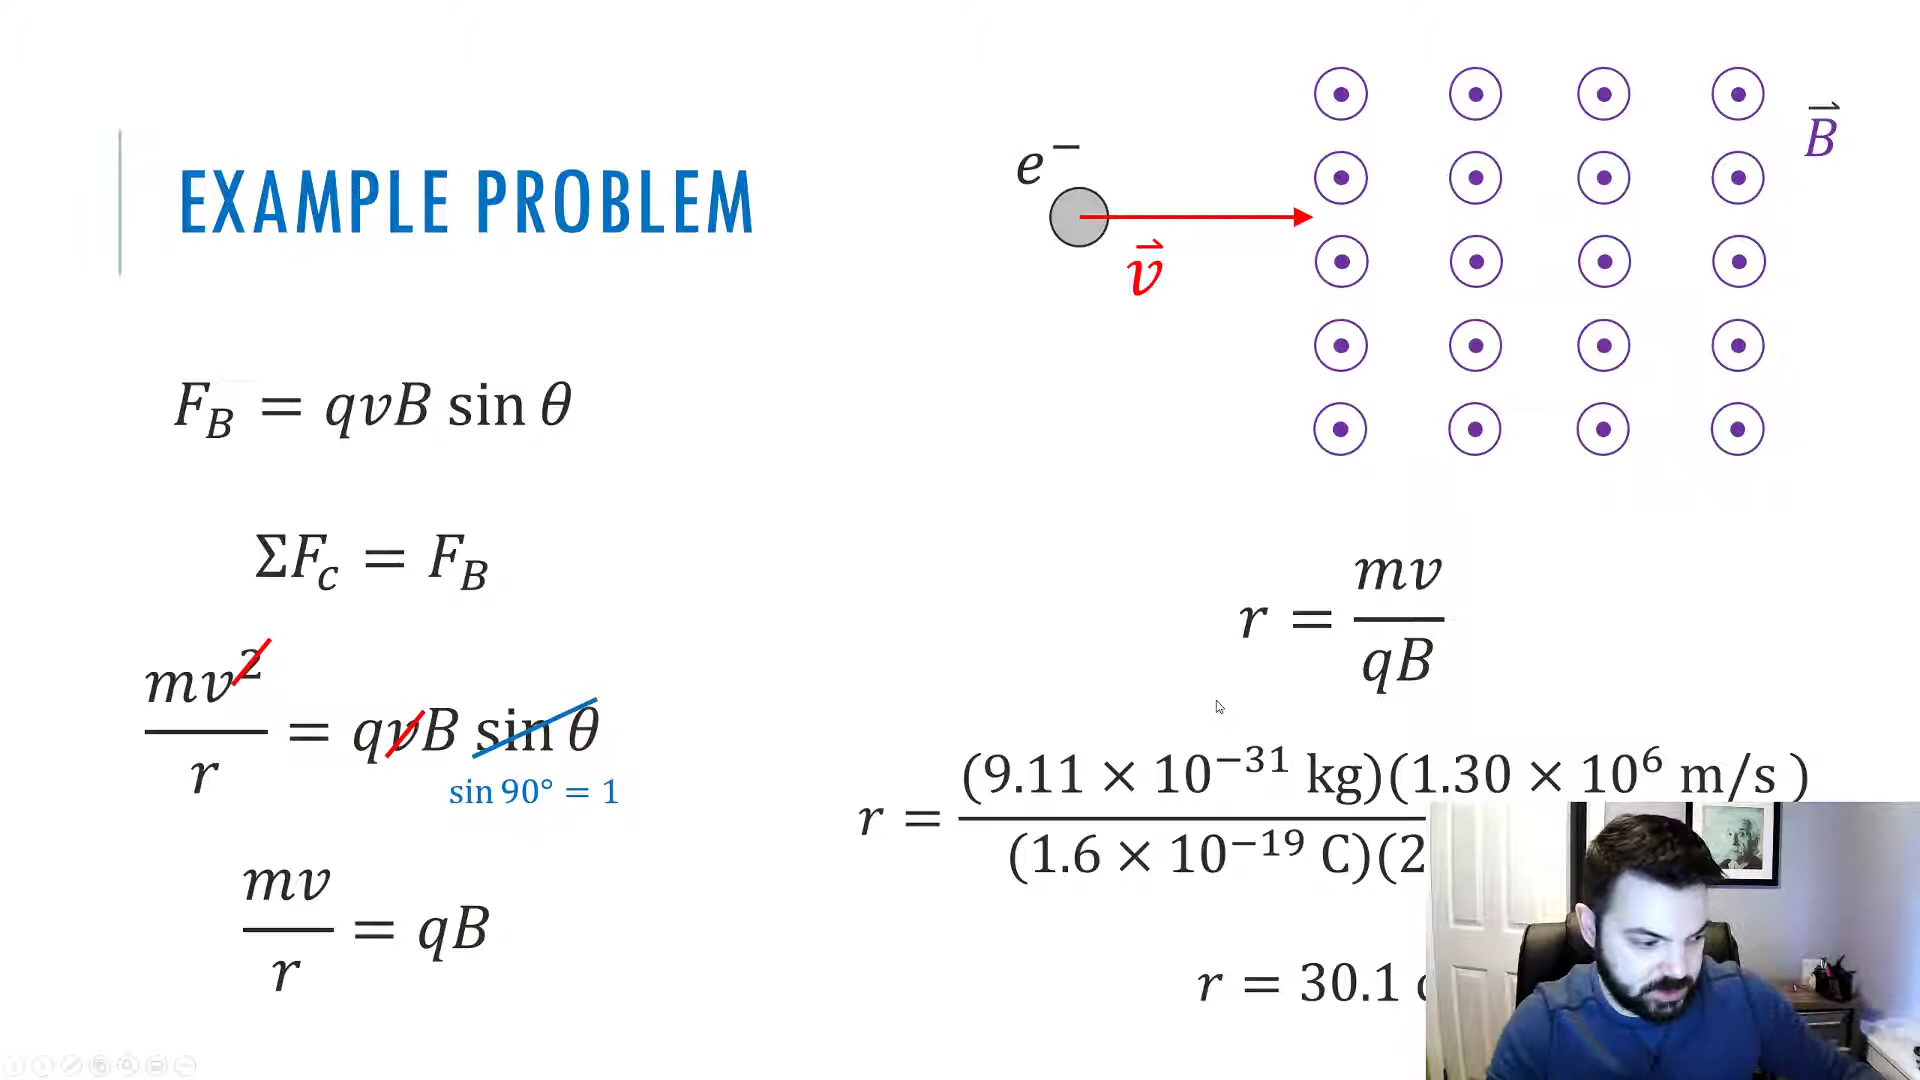 EXAMPLE PROBLEM
e⁻
v⃗
B⃗
F_B = qvB sin θ
ΣF_c = F_B
mv²/r = qvB sin θ
sin 90° = 1
mv/r = qB
r = mv/qB
r = (9.11 × 10⁻³¹ kg)(1.30 × 10⁶ m/s )/(1.6 × 10⁻¹⁹ C)(2
r = 30.1